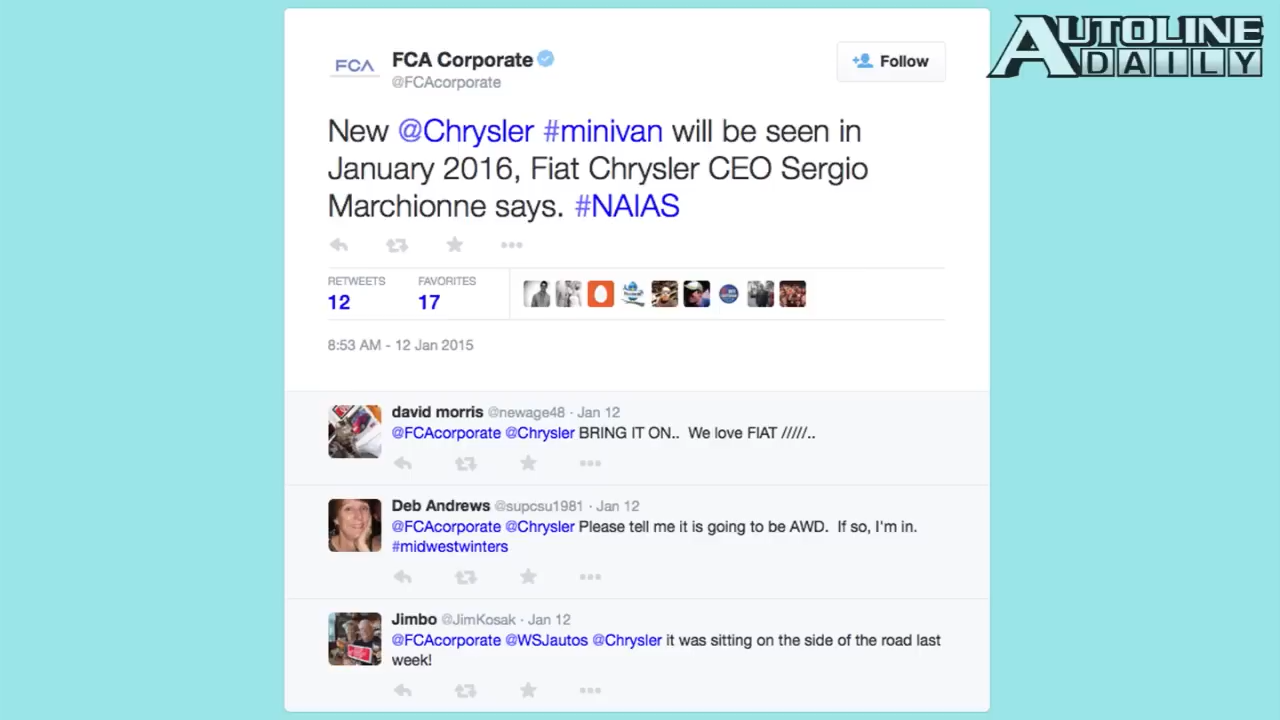 AUTOLINE
DAILY
FCA
FCA Corporate
@FCAcorporate
Follow
New @Chrysler #minivan will be seen in
January 2016, Fiat Chrysler CEO Sergio
Marchionne says. #NAIAS
RETWEETS
FAVORITES
12
17
8:53 AM - 12 Jan 2015
david morris @newage48 · Jan 12
@FCAcorporate @Chrysler BRING IT ON.. We love FIAT /////..
Deb Andrews @supcsu1981 · Jan 12
@FCAcorporate @Chrysler Please tell me it is going to be AWD. If so, I'm in.
#midwestwinters
Jimbo @JimKosak · Jan 12
@FCAcorporate @WSJautos @Chrysler it was sitting on the side of the road last
week!